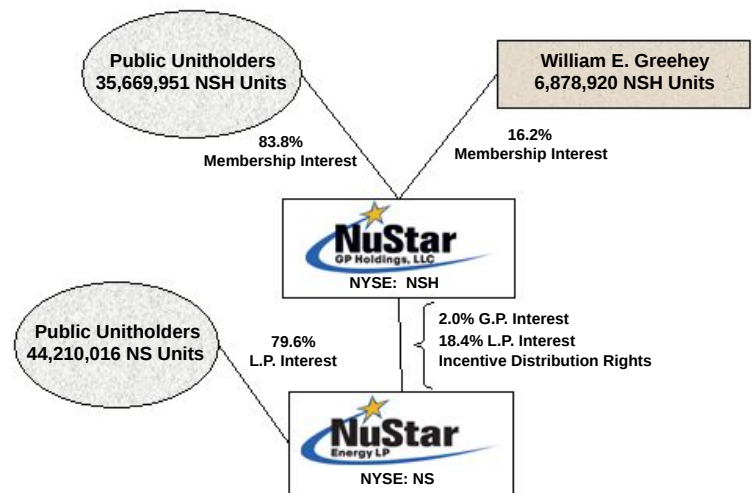 Public Unitholders
35,669,951 NSH Units
William E. Greehey
6,878,920 NSH Units
83.8%
Membership Interest
16.2%
Membership Interest
NuStar
GP Holdings, LLC
NYSE: NSH
Public Unitholders
44,210,016 NS Units
79.6%
L.P. Interest
2.0% G.P. Interest
18.4% L.P. Interest
Incentive Distribution Rights
NuStar
Energy LP
NYSE: NS